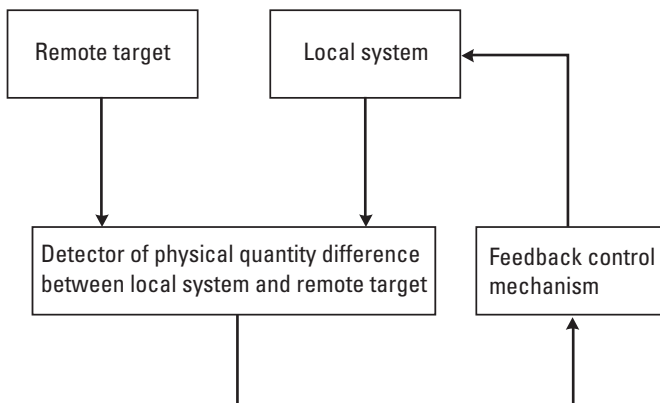 Remote target
Local system
Detector of physical quantity difference
between local system and remote target
Feedback control
mechanism